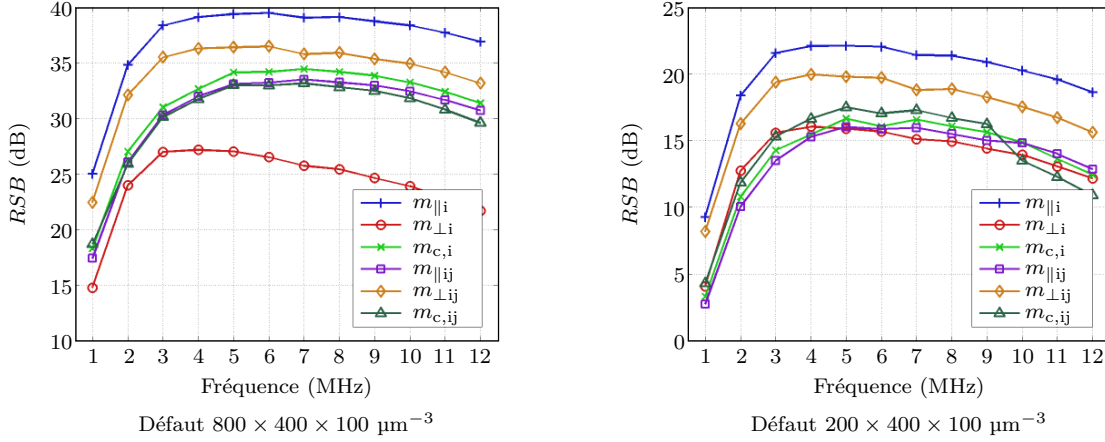 40
35
30
25
20
15
10
RSB (dB)
m∥i
m⊥i
mc,i
m∥ij
m⊥ij
mc,ij
1 2 3 4 5 6 7 8 9 10 11 12
Fréquence (MHz)
Défaut 800 × 400 × 100 µm⁻³
25
20
15
10
5
0
RSB (dB)
m∥i
m⊥i
mc,i
m∥ij
m⊥ij
mc,ij
1 2 3 4 5 6 7 8 9 10 11 12
Fréquence (MHz)
Défaut 200 × 400 × 100 µm⁻³